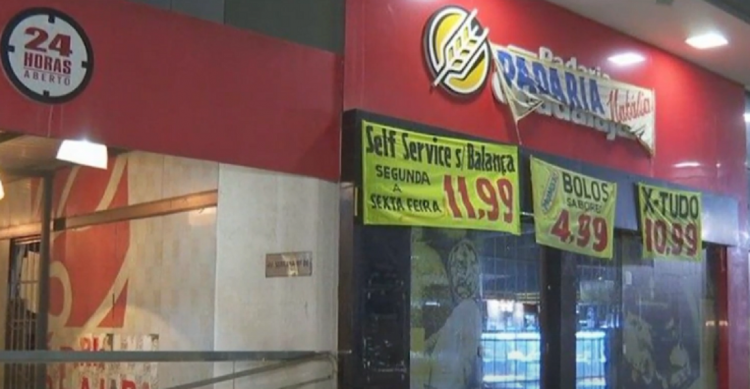 24
HORAS
ABERTO
Padaria
PADARIA Natália
Self Service s/Balança
SEGUNDA
A
SEXTA FEIRA
11,99
BOLOS
SABORES
4,99
X-TUDO
10,99